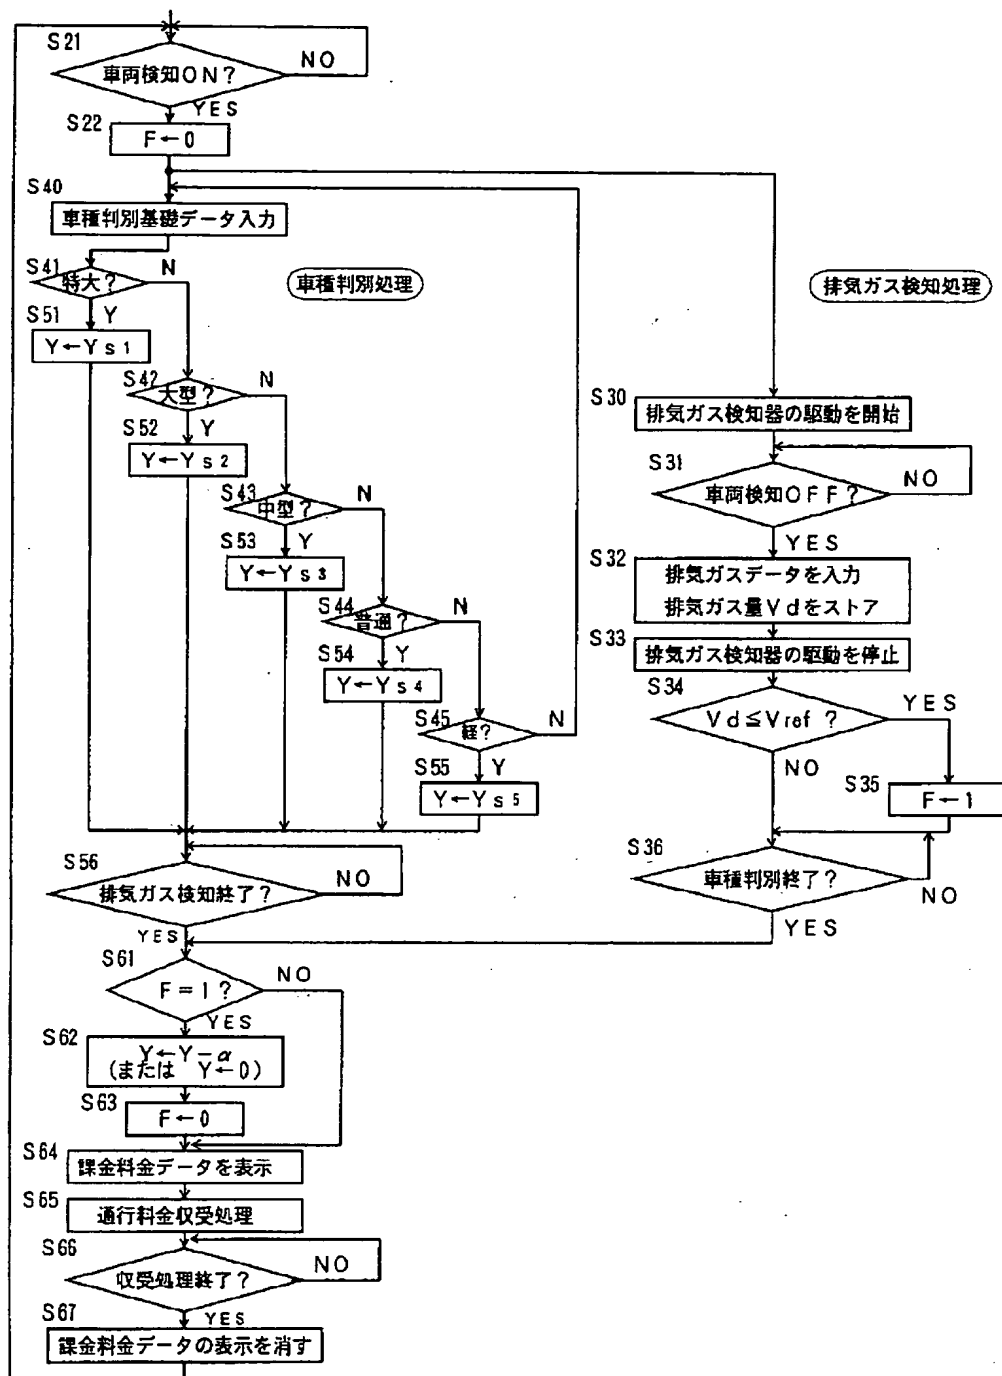 S21
車両検知ON?
NO
YES
S22
F←0
S40
車種判別基礎データ入力
S41
特大?
N
車種判別処理
排気ガス検知処理
Y
S51
Y←Ys1
S42
大型?
N
Y
S52
Y←Ys2
S43
中型?
N
Y
S53
Y←Ys3
S44
普通?
N
Y
S54
Y←Ys4
S45
軽?
N
Y
S55
Y←Ys5
S30
排気ガス検知器の駆動を開始
S31
車両検知OFF?
NO
YES
S32
排気ガスデータを入力
排気ガス量Vdをストア
S33
排気ガス検知器の駆動を停止
S34
Vd≦Vref?
YES
NO
S35
F←1
S36
車種判別終了?
NO
YES
S56
排気ガス検知終了?
NO
YES
S61
F=1?
NO
YES
S62
Y←Y-α
(または Y←0)
S63
F←0
S64
課金料金データを表示
S65
通行料金収受処理
S66
収受処理終了?
NO
YES
S67
課金料金データの表示を消す